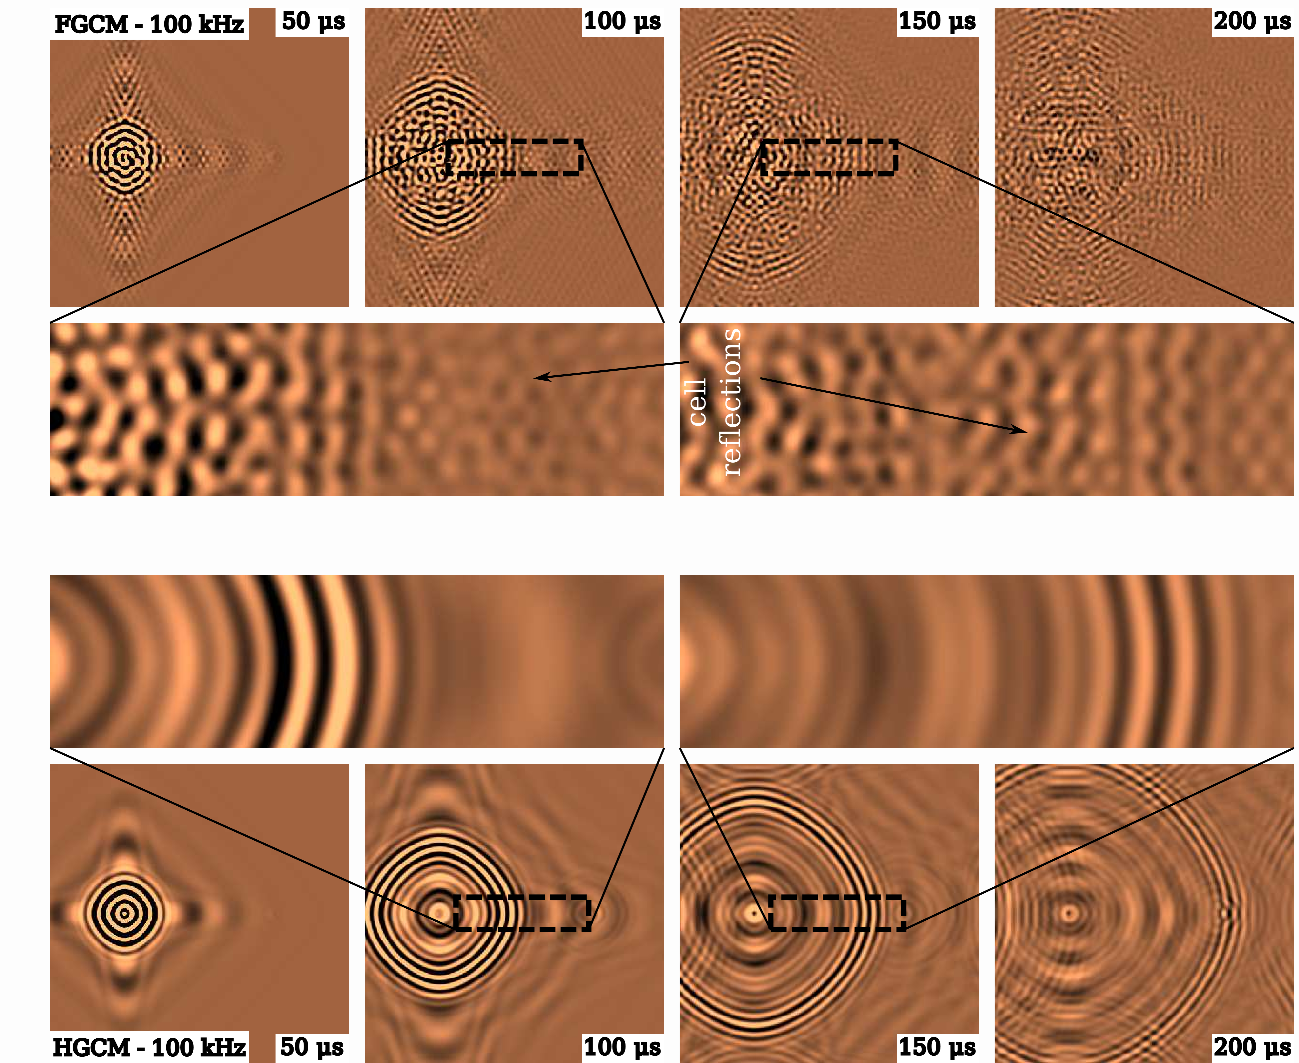 FGCM - 100 kHz
50 μs
100 μs
150 μs
200 μs
cell
reflections
HGCM - 100 kHz
50 μs
100 μs
150 μs
200 μs